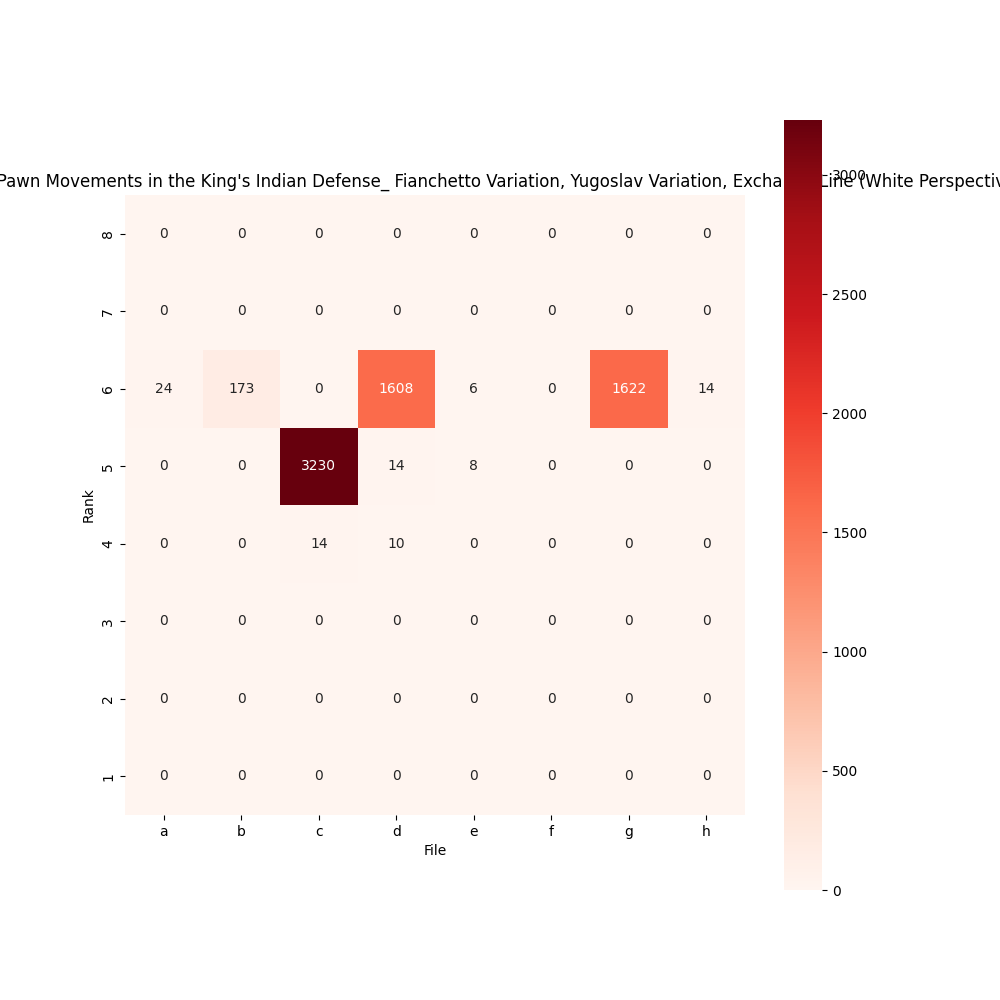 Pawn Movements in the King's Indian Defense_ Fianchetto Variation, Yugoslav Variation, Excha Line (White Perspectiv
3000
8 0 0 0 0 0 0 0 0
7 0 0 0 0 0 0 0 0
2500
6 24 173 0 1608 6 0 1622 14
2000
5 0 0 3230 14 8 0 0 0
Rank
1500
4 0 0 14 10 0 0 0 0
3 0 0 0 0 0 0 0 0
1000
2 0 0 0 0 0 0 0 0
500
1 0 0 0 0 0 0 0 0
a b c d e f g h
File
0